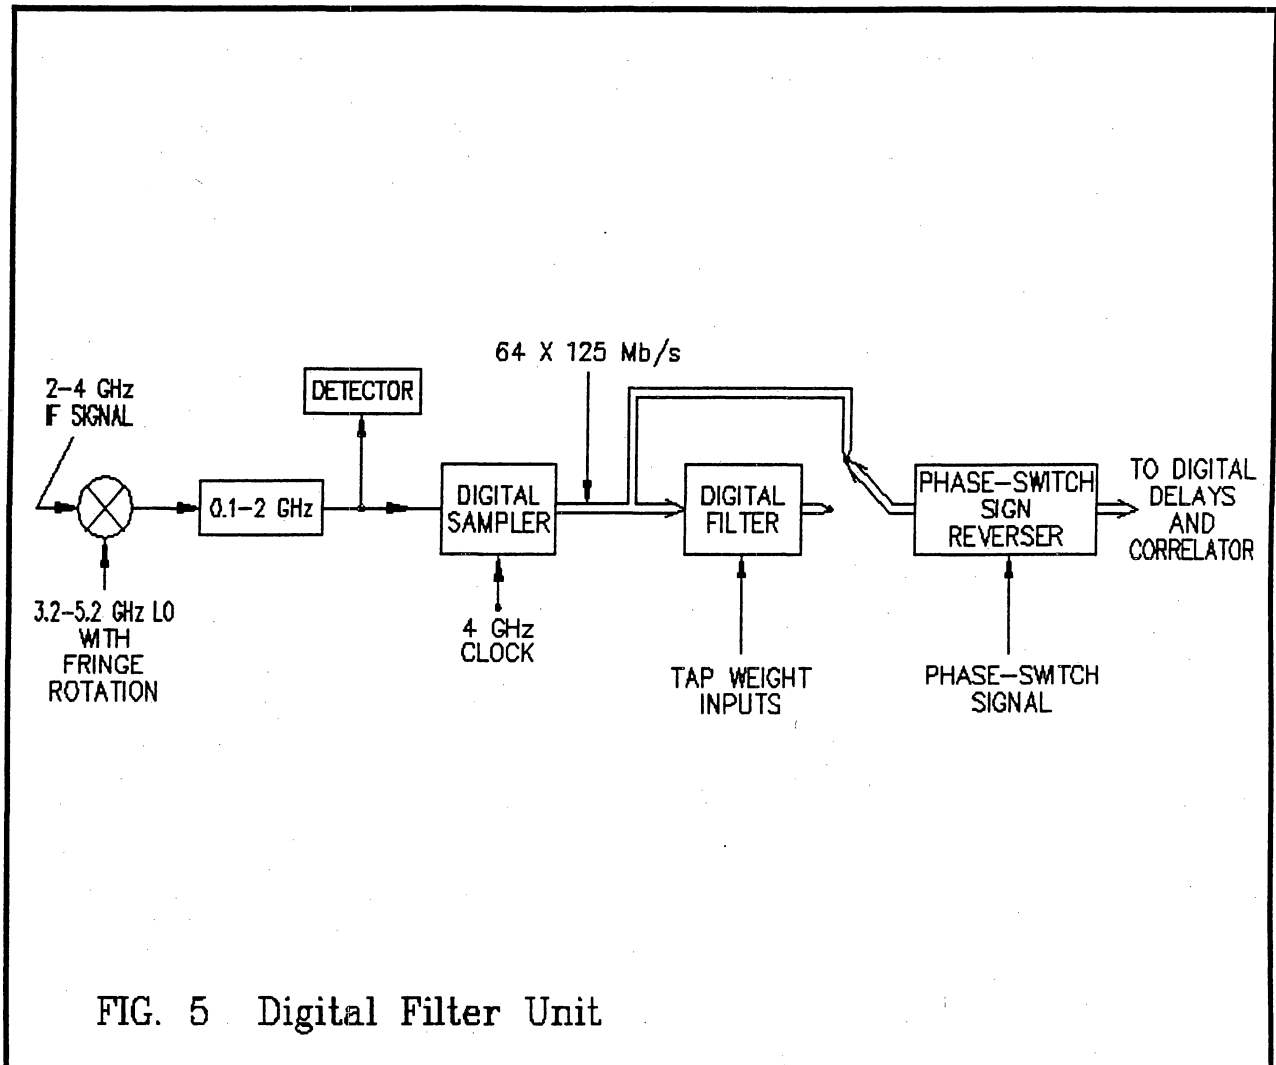 64 X 125 Mb/s
2-4 GHz
IF SIGNAL
DETECTOR
0.1-2 GHz
DIGITAL
SAMPLER
DIGITAL
FILTER
PHASE-SWITCH
SIGN
REVERSER
TO DIGITAL
DELAYS
AND
CORRELATOR
3.2-5.2 GHz LO
WITH
FRINGE
ROTATION
4 GHz
CLOCK
TAP WEIGHT
INPUTS
PHASE-SWITCH
SIGNAL
FIG. 5 Digital Filter Unit